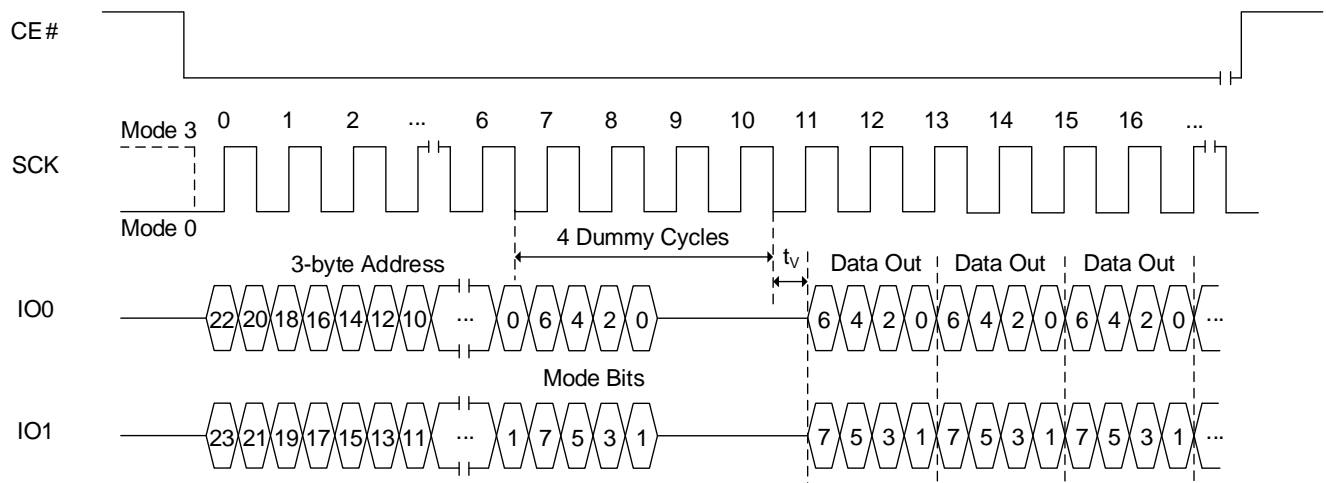 CE#
0 1 2 ... 6 7 8 9 10 11 12 13 14 15 16 ...
Mode 3
SCK
Mode 0
4 Dummy Cycles
3-byte Address
tV
Data Out Data Out Data Out
IO0
22 20 18 16 14 12 10 ... 0 6 4 2 0 6 4 2 0 6 4 2 0 6 4 2 0 ...
Mode Bits
IO1
23 21 19 17 15 13 11 ... 1 7 5 3 1 7 5 3 1 7 5 3 1 7 5 3 1 ...